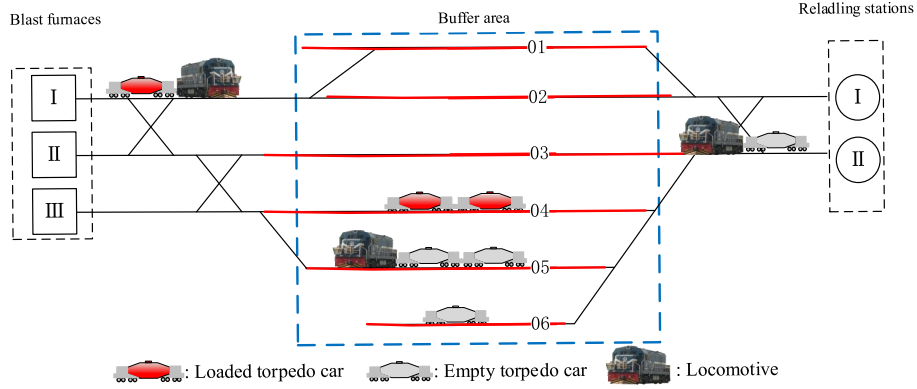 Blast furnaces
Buffer area
Reladling stations
I
II
III
01
02
03
04
05
06
I
II
: Loaded torpedo car
: Empty torpedo car
: Locomotive